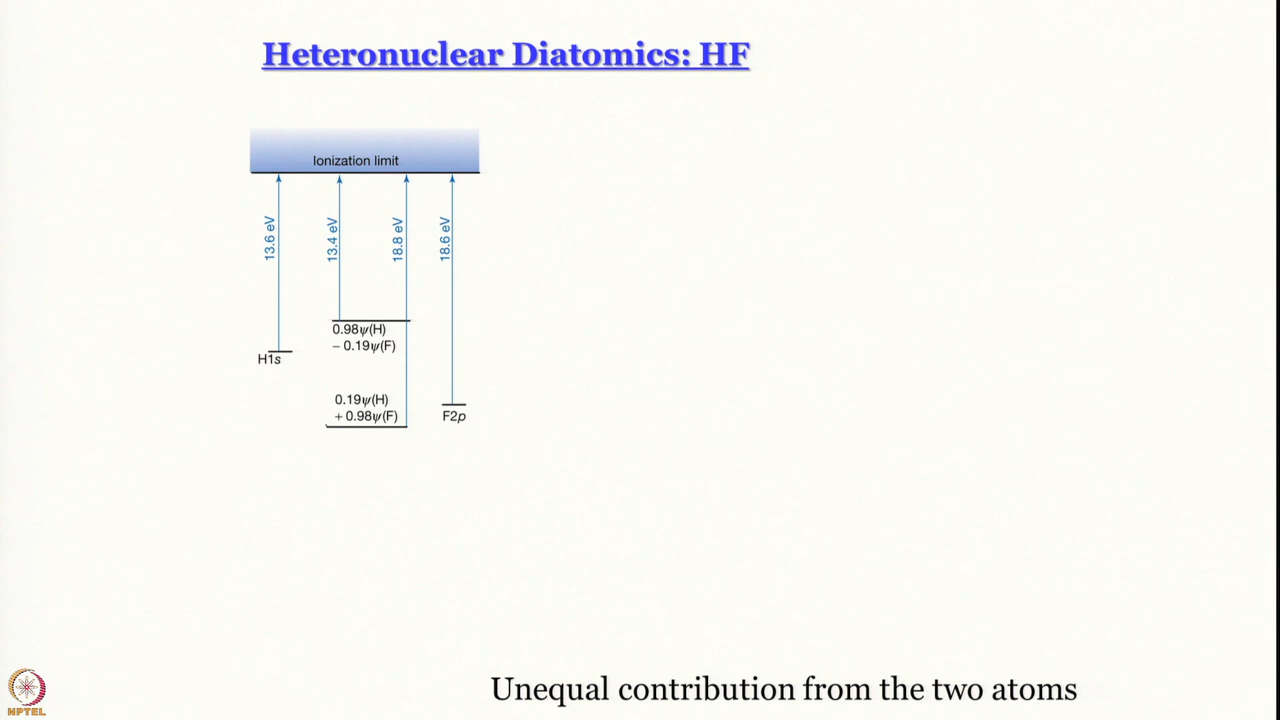 Heteronuclear Diatomics: HF
Ionization limit
13.6 eV
13.4 eV
18.8 eV
18.6 eV
0.98ψ(H)
− 0.19ψ(F)
H1s
0.19ψ(H)
+ 0.98ψ(F)
F2p
Unequal contribution from the two atoms
NPTEL